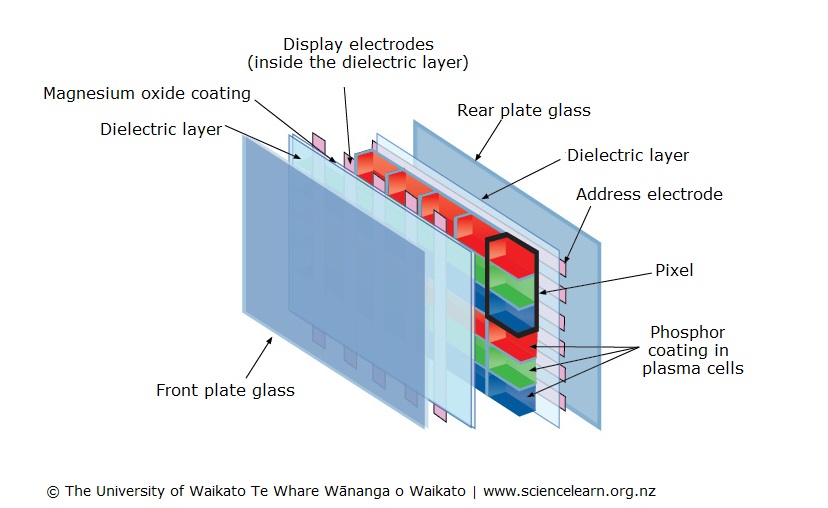 Display electrodes
(inside the dielectric layer)
Magnesium oxide coating
Dielectric layer
Rear plate glass
Dielectric layer
Address electrode
Pixel
Phosphor
coating in
plasma cells
Front plate glass
© The University of Waikato Te Whare Wānanga o Waikato | www.sciencelearn.org.nz